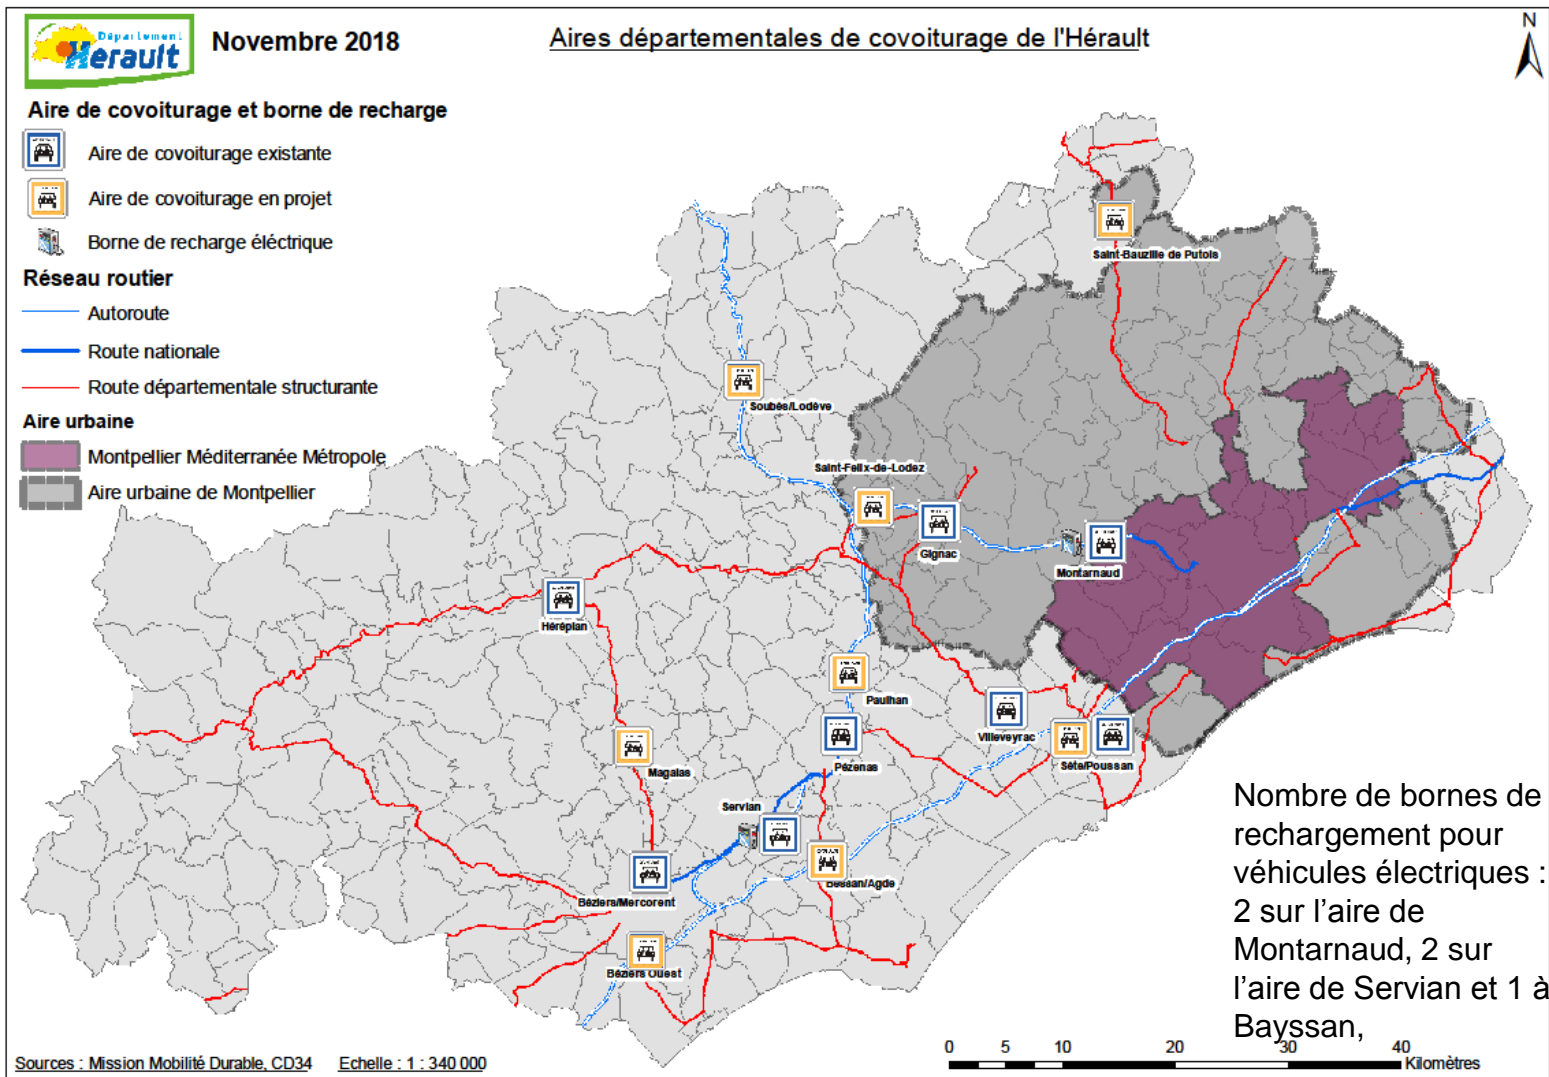 Département
Hérault
Novembre 2018
Aires départementales de covoiturage de l'Hérault
N
Aire de covoiturage et borne de recharge
Aire de covoiturage existante
Aire de covoiturage en projet
Borne de recharge éléctrique
Réseau routier
Autoroute
Route nationale
Route départementale structurante
Aire urbaine
Montpellier Méditerranée Métropole
Aire urbaine de Montpellier
Saint-Bauzille de Putois
Soubès/Lodève
Saint-Felix-de-Lodez
Gignac
Montarnaud
Hérépian
Paulhan
Villeveyrac
Sète/Poussan
Magalas
Pézenas
Servian
Bessan/Agde
Béziers/Mercorent
Béziers Ouest
Nombre de bornes de
rechargement pour
véhicules électriques :
2 sur l’aire de
Montarnaud, 2 sur
l’aire de Servian et 1 à
Bayssan,
Sources : Mission Mobilité Durable, CD34 Echelle : 1 : 340 000
0 5 10 20 30 40
Kilomètres